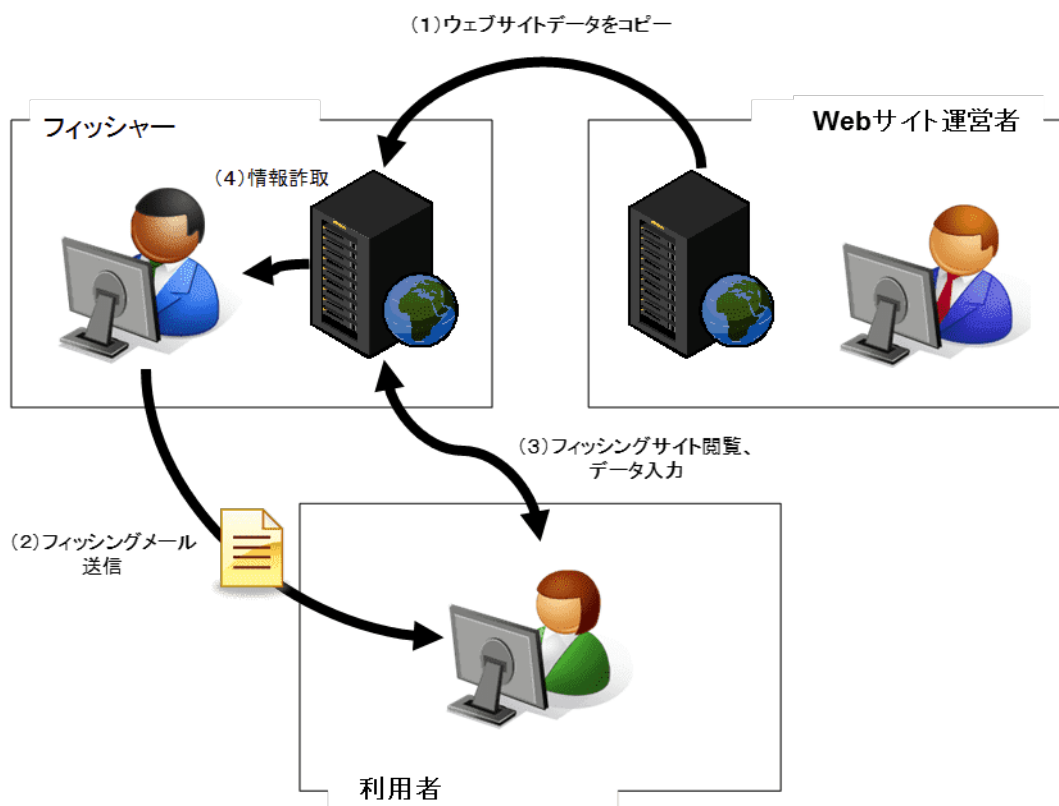 (1)ウェブサイトデータをコピー
フィッシャー
Webサイト運営者
(4)情報詐取
(3)フィッシングサイト閲覧、
データ入力
(2)フィッシングメール
送信
利用者